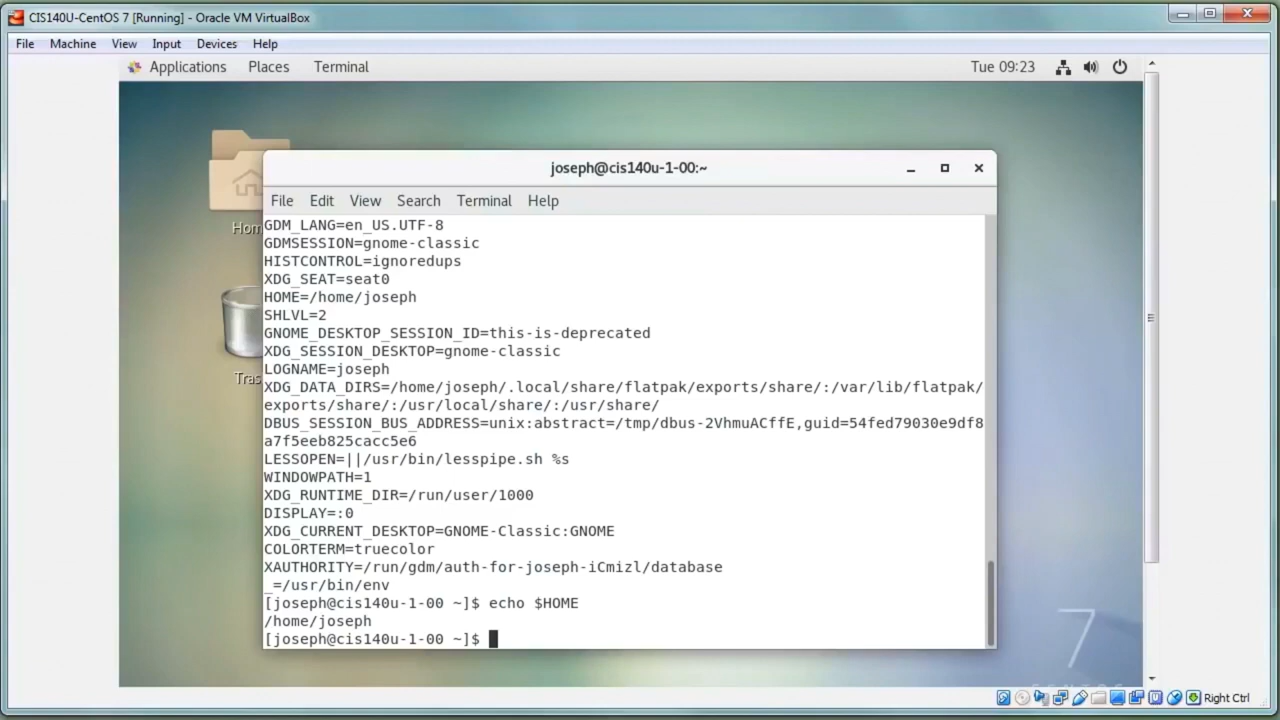 CIS140U-CentOS 7 [Running] - Oracle VM VirtualBox
File Machine View Input Devices Help
Applications Places Terminal Tue 09:23
Hom
Tras
joseph@cis140u-1-00:~
File Edit View Search Terminal Help
GDM_LANG=en_US.UTF-8
GDMSESSION=gnome-classic
HISTCONTROL=ignoredups
XDG_SEAT=seat0
HOME=/home/joseph
SHLVL=2
GNOME_DESKTOP_SESSION_ID=this-is-deprecated
XDG_SESSION_DESKTOP=gnome-classic
LOGNAME=joseph
XDG_DATA_DIRS=/home/joseph/.local/share/flatpak/exports/share/:/var/lib/flatpak/
exports/share/:/usr/local/share/:/usr/share/
DBUS_SESSION_BUS_ADDRESS=unix:abstract=/tmp/dbus-2VhmuACffE,guid=54fed79030e9df8
a7f5eeb825cacc5e6
LESSOPEN=||/usr/bin/lesspipe.sh %s
WINDOWPATH=1
XDG_RUNTIME_DIR=/run/user/1000
DISPLAY=:0
XDG_CURRENT_DESKTOP=GNOME-Classic:GNOME
COLORTERM=truecolor
XAUTHORITY=/run/gdm/auth-for-joseph-iCmizl/database
_=/usr/bin/env
[joseph@cis140u-1-00 ~]$ echo $HOME
/home/joseph
[joseph@cis140u-1-00 ~]$
7
Right Ctrl